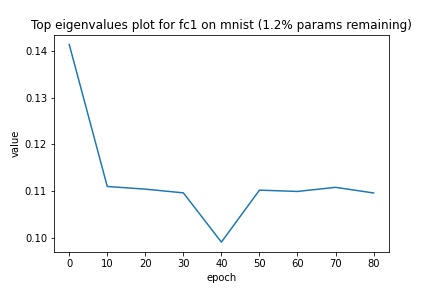 Top eigenvalues plot for fc1 on mnist (1.2% params remaining)
0.14
0.13
0.12
0.11
0.10
value
0 10 20 30 40 50 60 70 80
epoch